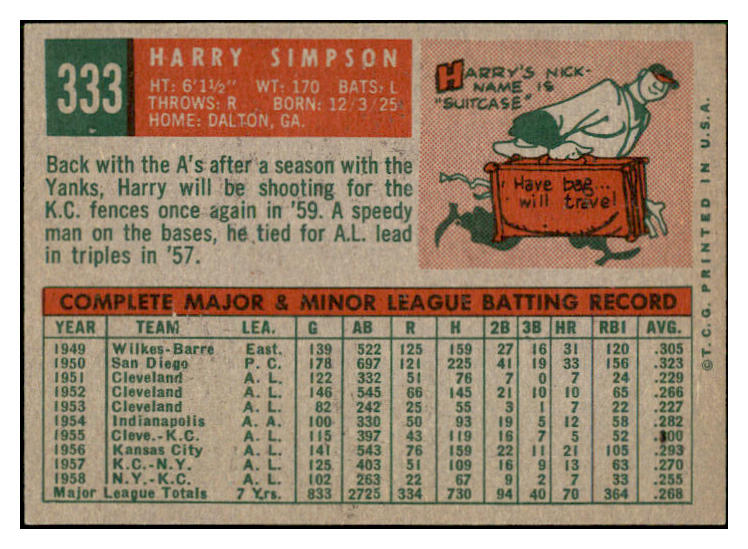 333
HARRY SIMPSON
HT: 6'1½" WT: 170 BATS: L
THROWS: R BORN: 12/3/25
HOME: DALTON, GA.
HARRY'S NICK-
NAME IS
"SUITCASE"
Have bag...
will travel
Back with the A's after a season with the
Yanks, Harry will be shooting for the
K.C. fences once again in '59. A speedy
man on the bases, he tied for A.L. lead
in triples in '57.
COMPLETE MAJOR & MINOR LEAGUE BATTING RECORD
YEAR TEAM LEA. G AB R H 2B 3B HR RBI AVG.
1949 Wilkes-Barre East. 139 522 125 159 27 16 31 120 .305
1950 San Diego P. C. 178 697 121 225 41 19 33 156 .323
1951 Cleveland A. L. 122 332 51 76 7 0 7 24 .229
1952 Cleveland A. L. 146 545 66 145 21 10 10 65 .266
1953 Cleveland A. L. 82 242 25 55 3 1 7 22 .227
1954 Indianapolis A. A. 100 330 50 93 19 5 12 58 .282
1955 Cleve.-K.C. A. L. 115 397 43 119 16 7 5 52 .300
1956 Kansas City A. L. 141 543 76 159 22 11 21 105 .293
1957 K.C.-N.Y. A. L. 125 403 51 109 16 9 13 63 .270
1958 N.Y.-K.C. A. L. 102 263 22 67 9 2 7 33 .255
Major League Totals 7 Yrs. 833 2725 334 730 94 40 70 364 .268
©T.C.G. PRINTED IN U.S.A.